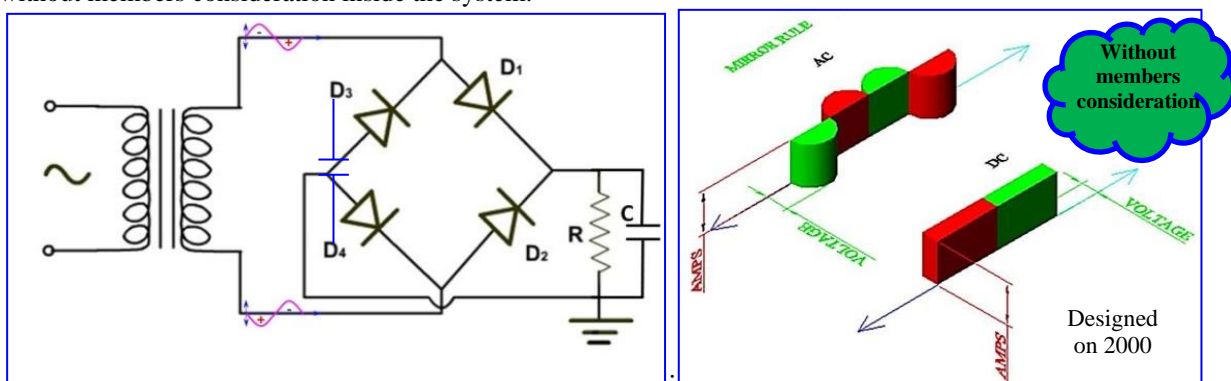 without members consideration inside the system.
D3
D1
D4
D2
R
C
- +
+ -
.
MIRROR RULE
AC
DC
VOLTAGE
VOLTAGE
AMPS
AMPS
Without
members
consideration
Designed
on 2000